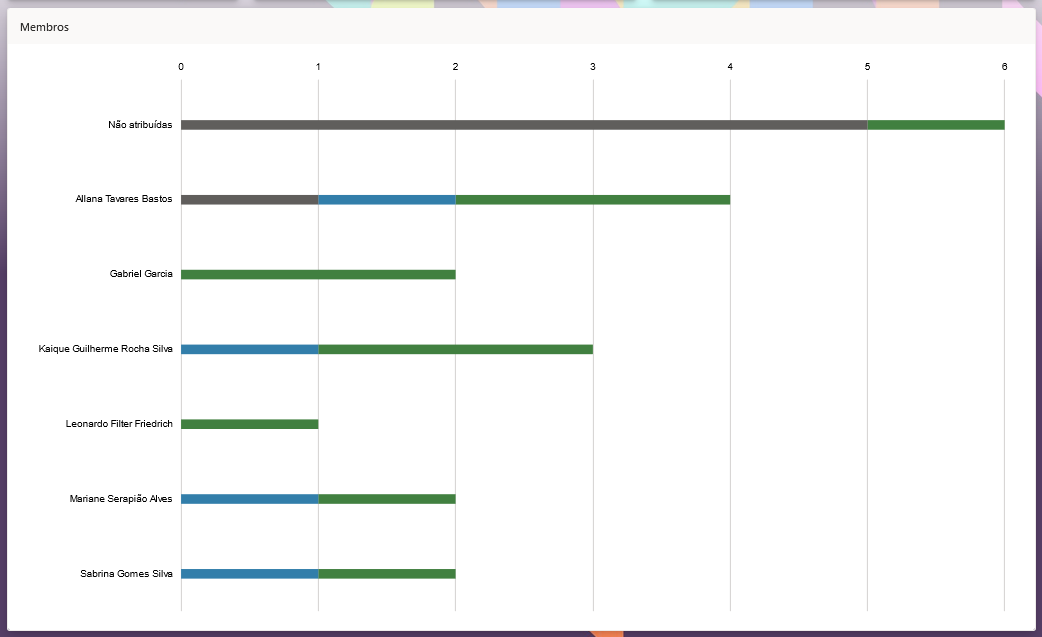 Membros
0 1 2 3 4 5 6
Não atribuídas
Allana Tavares Bastos
Gabriel Garcia
Kaique Guilherme Rocha Silva
Leonardo Filter Friedrich
Mariane Serapião Alves
Sabrina Gomes Silva